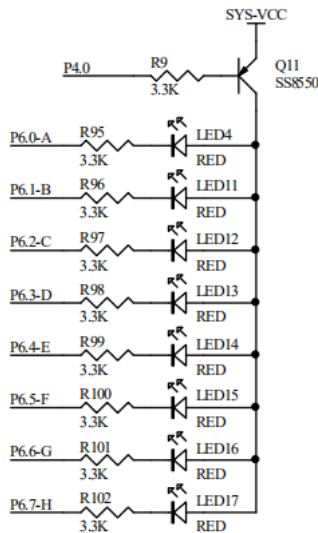 SYS-VCC
P4.0 R9 Q11
3.3K SS8550
P6.0-A R95 LED4
3.3K RED
P6.1-B R96 LED11
3.3K RED
P6.2-C R97 LED12
3.3K RED
P6.3-D R98 LED13
3.3K RED
P6.4-E R99 LED14
3.3K RED
P6.5-F R100 LED15
3.3K RED
P6.6-G R101 LED16
3.3K RED
P6.7-H R102 LED17
3.3K RED